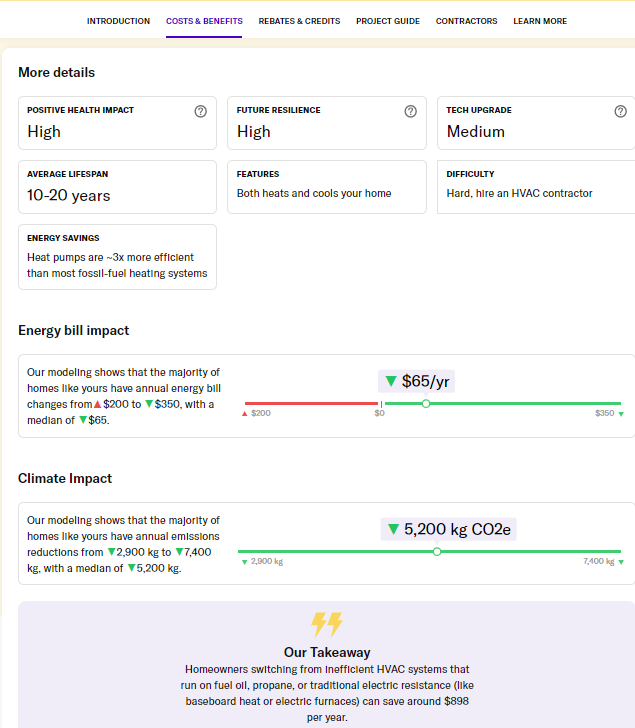 INTRODUCTION COSTS & BENEFITS REBATES & CREDITS PROJECT GUIDE CONTRACTORS LEARN MORE
More details
POSITIVE HEALTH IMPACT
High
FUTURE RESILIENCE
High
TECH UPGRADE
Medium
AVERAGE LIFESPAN
10-20 years
FEATURES
Both heats and cools your home
DIFFICULTY
Hard, hire an HVAC contractor
ENERGY SAVINGS
Heat pumps are ~3x more efficient
than most fossil-fuel heating systems
Energy bill impact
Our modeling shows that the majority of
homes like yours have annual energy bill
changes from ▲ $200 to ▼ $350, with a
median of ▼ $65.
▼ $65/yr
▲ $200 $0 $350 ▼
Climate Impact
Our modeling shows that the majority of
homes like yours have annual emissions
reductions from ▼ 2,900 kg to ▼ 7,400
kg, with a median of ▼ 5,200 kg.
▼ 5,200 kg CO2e
▼ 2,900 kg 7,400 kg ▼
Our Takeaway
Homeowners switching from inefficient HVAC systems that
run on fuel oil, propane, or traditional electric resistance (like
baseboard heat or electric furnaces) can save around $898
per year.